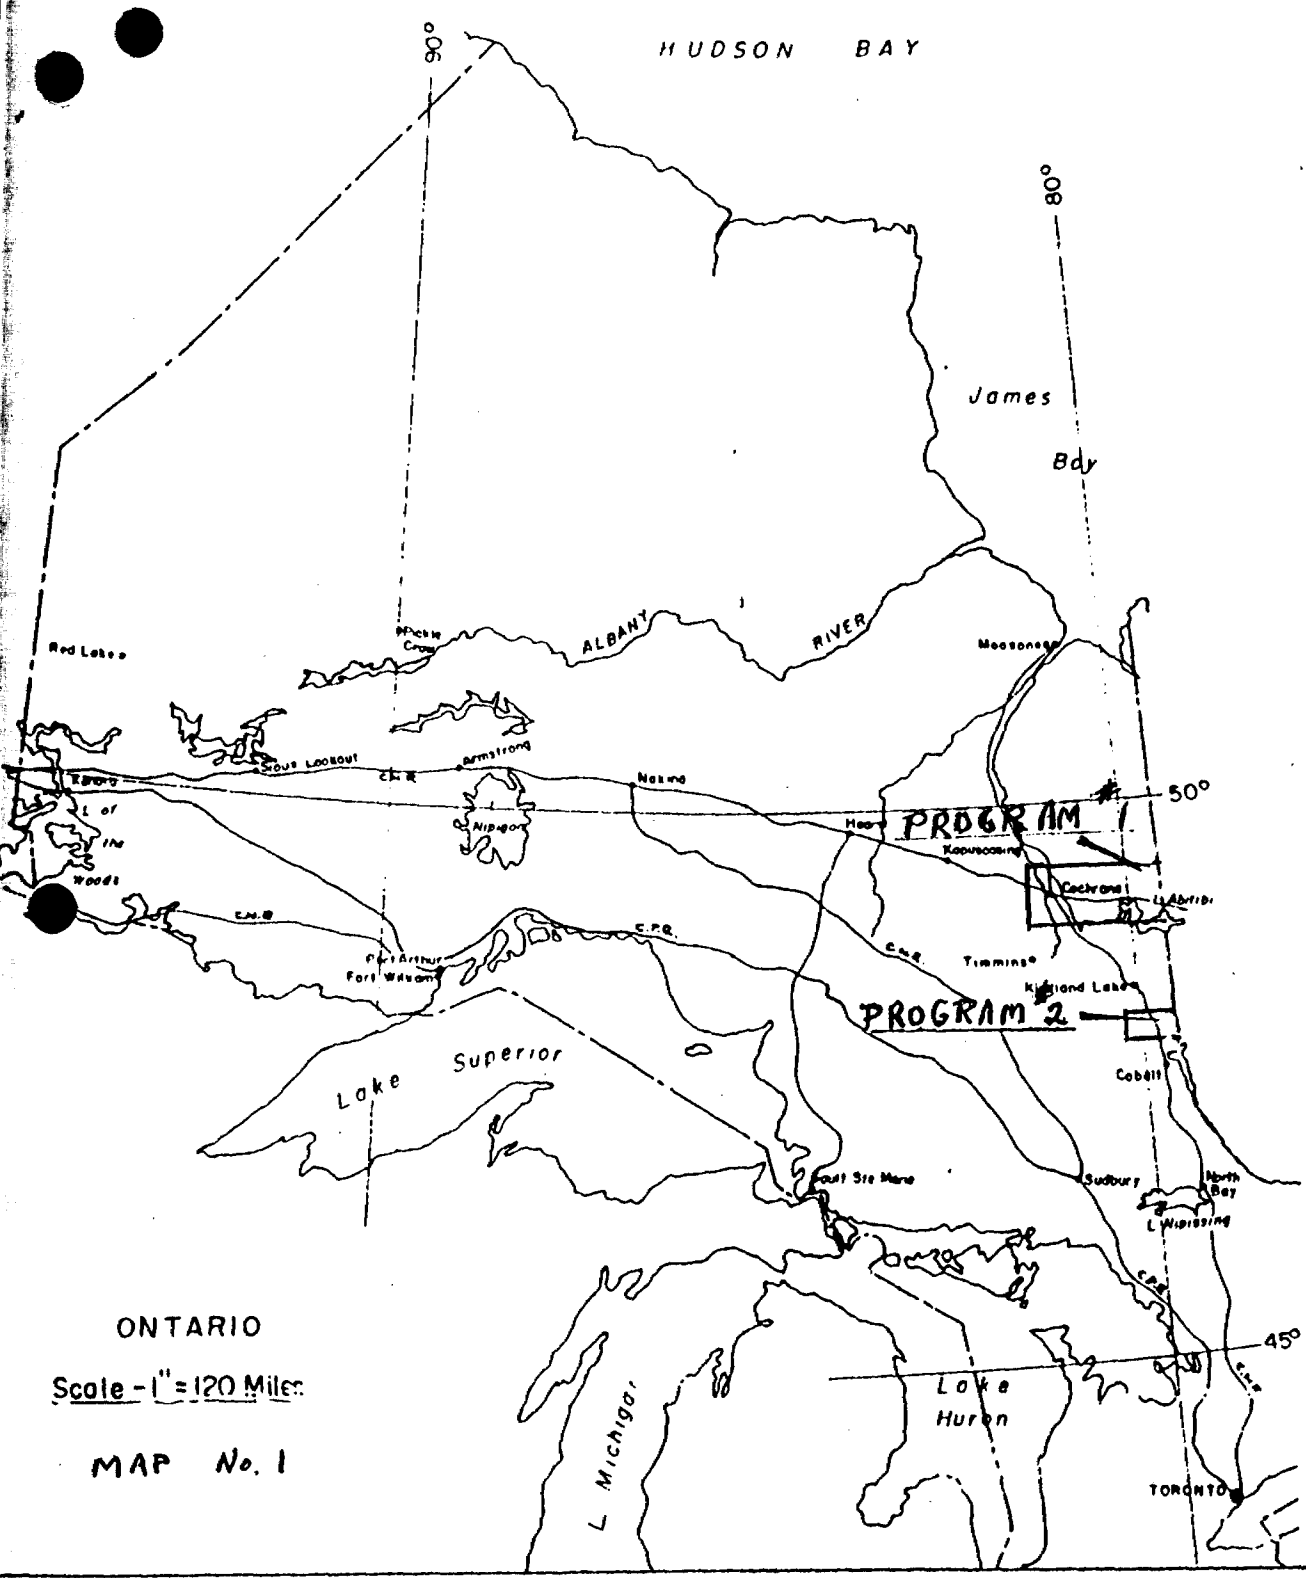 HUDSON BAY
90°
80°
James
Bay
ALBANY
RIVER
Pickle
Crow
Red Lake
Moosonee
Sioux Lookout
Armstrong
C.N.R.
Nakina
50°
Kenora
L of
the
Woods
Nipigon
PROGRAM # 1
Kapuskasing
Cochrane
L Abitibi
C.N.R.
C.P.R.
C.N.R.
Port Arthur
Fort William
Timmins
Kirkland Lake
PROGRAM # 2
Cobalt
Lake Superior
Sault Ste Marie
Sudbury
North
Bay
L Nipissing
C.P.R.
ONTARIO
Scale - 1" = 120 Miles
MAP No. 1
45°
C.N.R.
Lake
Huron
L Michigan
TORONTO